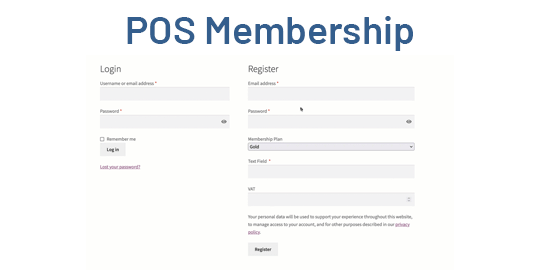 POS Membership
Login
Username or email address *
Password *
Remember me
Log in
Lost your password?
Register
Email address *
Password *
Membership Plan
Gold
Test Field *
VAT
Your personal data will be used to support your experience throughout this website,
to manage access to your account, and for other purposes described in our privacy
policy.
Register